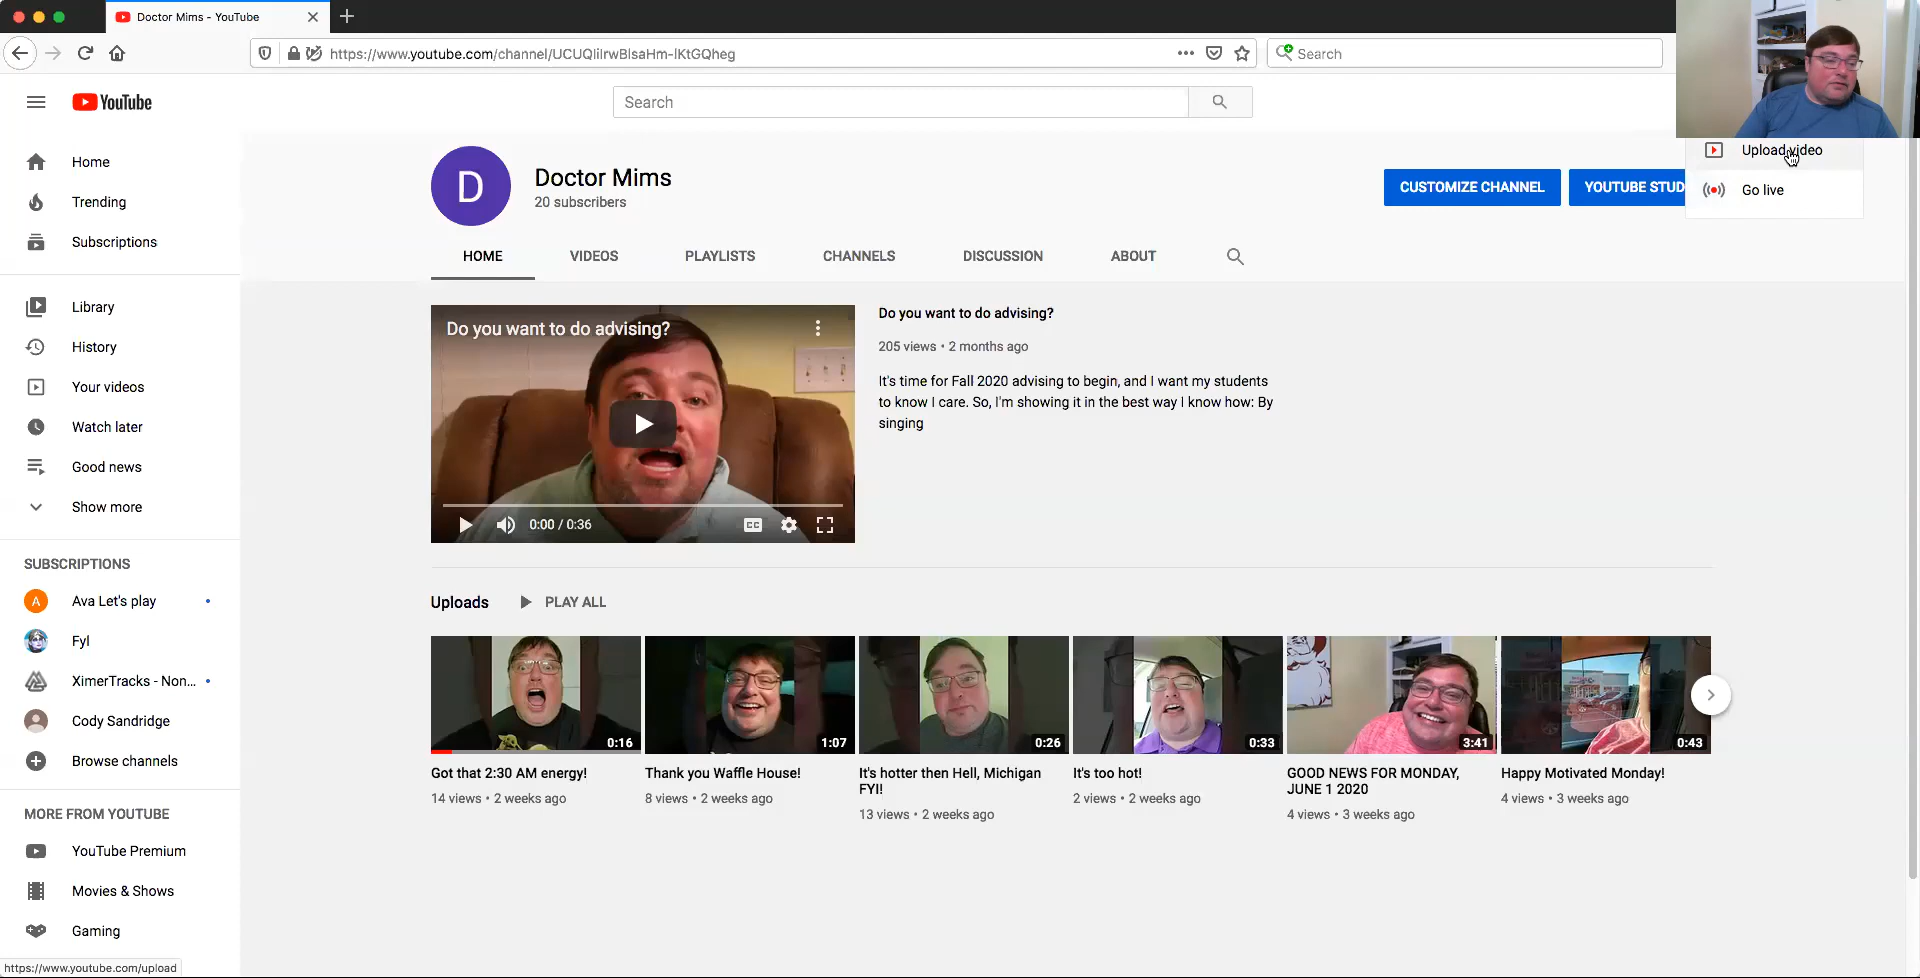 Doctor Mims - YouTube
https://www.youtube.com/channel/UCUQiiIrwBlsaHm-IKtGQheg
Search
YouTube
Search
Upload video
Go live
Home
Trending
Subscriptions
Library
History
Your videos
Watch later
Good news
Show more
SUBSCRIPTIONS
A
Ava Let's play
Fyl
XimerTracks - Non...
Cody Sandridge
Browse channels
MORE FROM YOUTUBE
YouTube Premium
Movies & Shows
Gaming
https://www.youtube.com/upload
D
Doctor Mims
20 subscribers
CUSTOMIZE CHANNEL
YOUTUBE STUD
HOME
VIDEOS
PLAYLISTS
CHANNELS
DISCUSSION
ABOUT
Do you want to do advising?
0:00 / 0:36
CC
Do you want to do advising?
205 views • 2 months ago
It's time for Fall 2020 advising to begin, and I want my students
to know I care. So, I'm showing it in the best way I know how: By
singing
Uploads
PLAY ALL
0:16
Got that 2:30 AM energy!
14 views • 2 weeks ago
1:07
Thank you Waffle House!
8 views • 2 weeks ago
0:26
It's hotter then Hell, Michigan
FYI!
13 views • 2 weeks ago
0:33
It's too hot!
2 views • 2 weeks ago
3:41
GOOD NEWS FOR MONDAY,
JUNE 1 2020
4 views • 3 weeks ago
0:43
Happy Motivated Monday!
4 views • 3 weeks ago